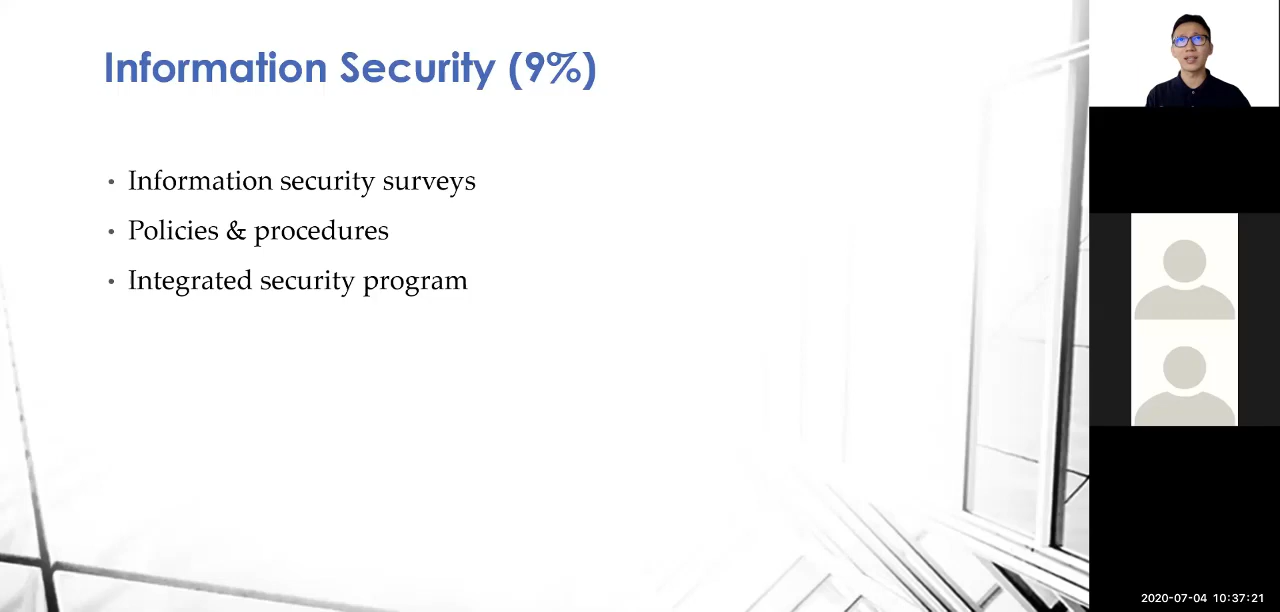 Information Security (9%)
• Information security surveys
• Policies & procedures
• Integrated security program
2020-07-04 10:37:21